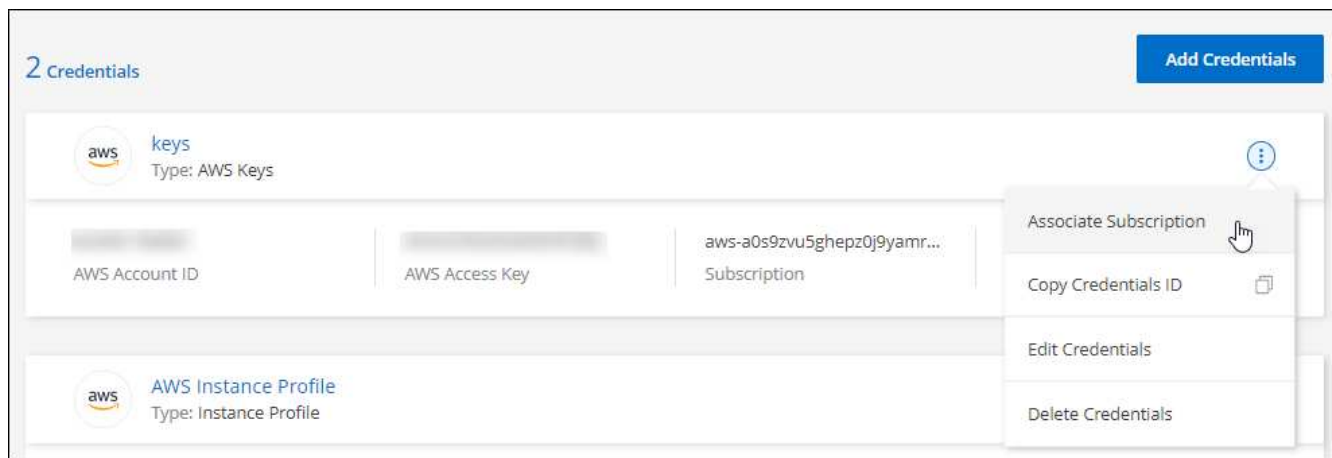 2 Credentials
Add Credentials
aws
keys
Type: AWS Keys
Associate Subscription
aws-a0s9zvu5ghepz0j9yamr...
AWS Account ID
AWS Access Key
Subscription
Copy Credentials ID
Edit Credentials
aws
AWS Instance Profile
Type: Instance Profile
Delete Credentials